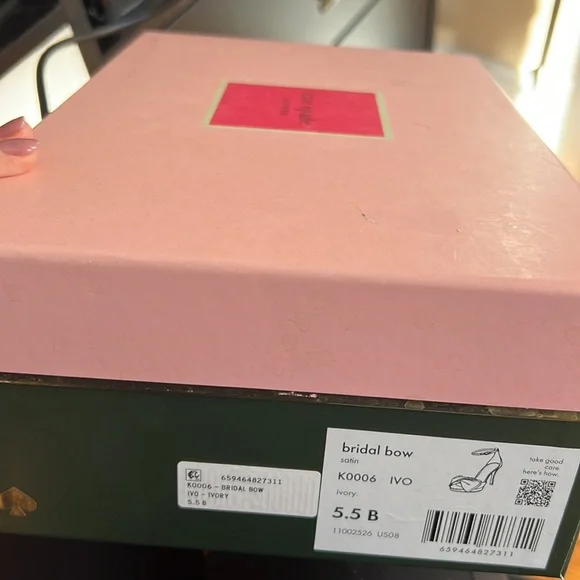 659464827311
K0006 - BRIDAL BOW
IVO - IVORY
5.5 B
bridal bow
satin
K0006 IVO
ivory.
5.5 B
11002526 US08
take good
care.
here's how.
659464827311